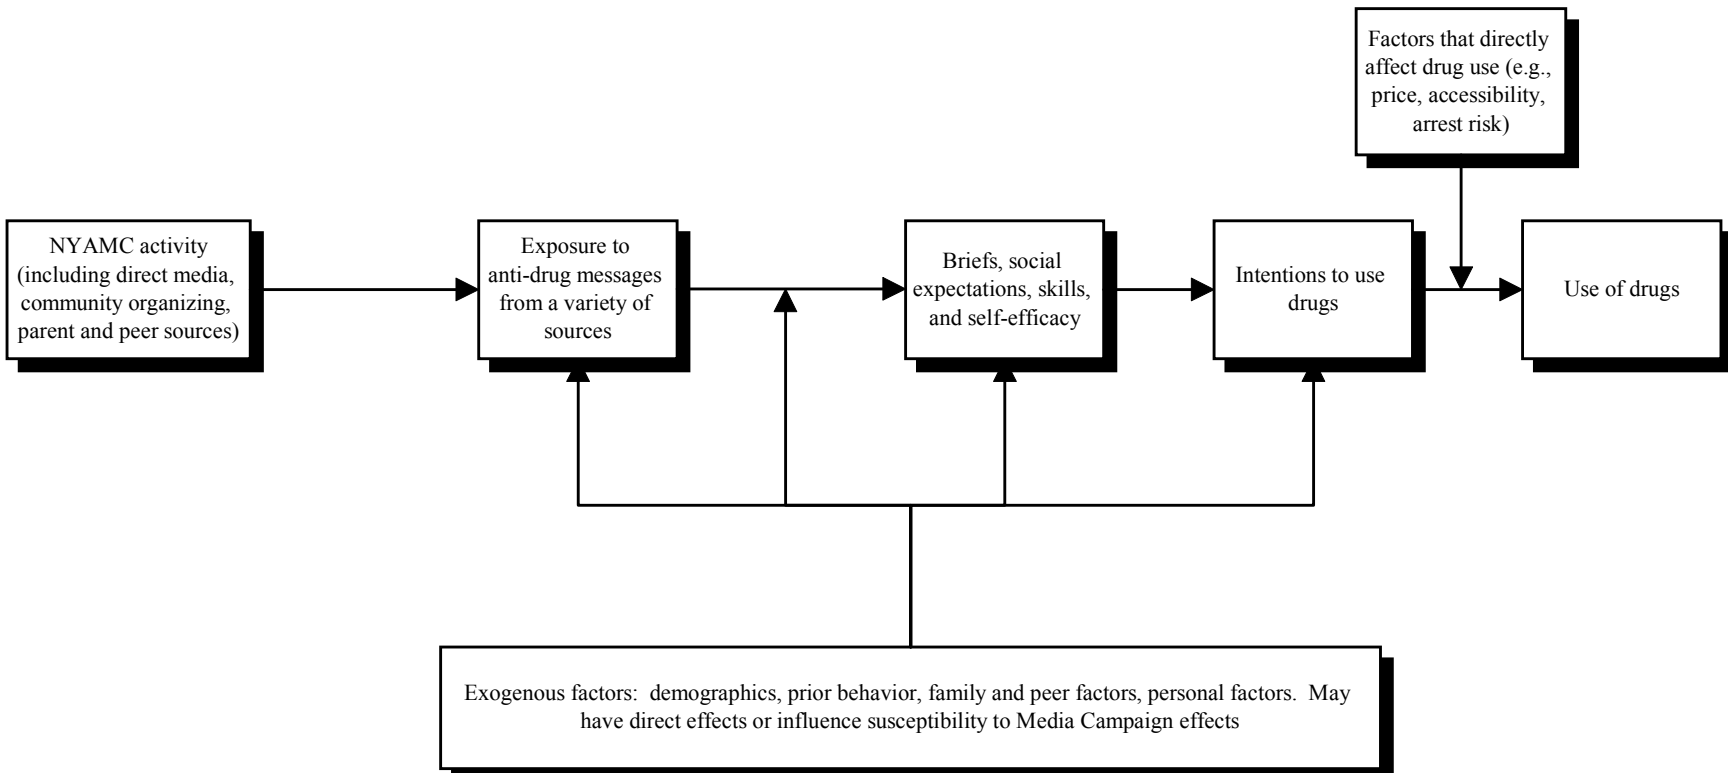 Factors that directly
affect drug use (e.g.,
price, accessibility,
arrest risk)
NYAMC activity
(including direct media,
community organizing,
parent and peer sources)
Exposure to
anti-drug messages
from a variety of
sources
Briefs, social
expectations, skills,
and self-efficacy
Intentions to use
drugs
Use of drugs
Exogenous factors:  demographics, prior behavior, family and peer factors, personal factors.  May
have direct effects or influence susceptibility to Media Campaign effects